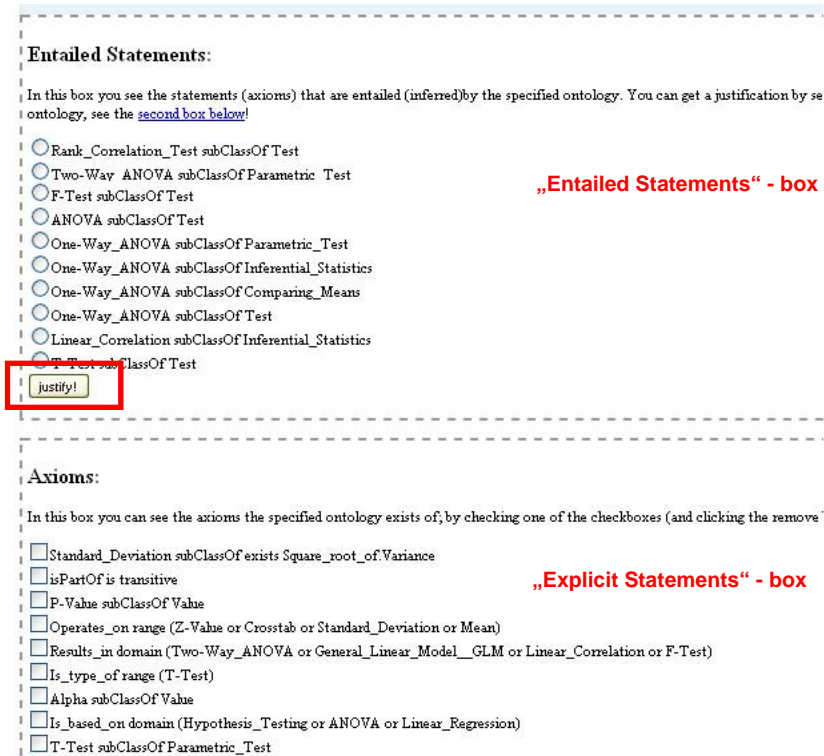 Entailed Statements:
In this box you see the statements (axioms) that are entailed (inferred)by the specified ontology. You can get a justification by se
ontology, see the second box below!
Rank_Correlation_Test subClassOf Test
Two-Way_ANOVA subClassOf Parametric_Test
„Entailed Statements“ - box
F-Test subClassOf Test
ANOVA subClassOf Test
One-Way_ANOVA subClassOf Parametric_Test
One-Way_ANOVA subClassOf Inferential_Statistics
One-Way_ANOVA subClassOf Comparing_Means
One-Way_ANOVA subClassOf Test
Linear_Correlation subClassOf Inferential_Statistics
T-Test subClassOf Test
justify!
Axioms:
In this box you can see the axioms the specified ontology exists of; by checking one of the checkboxes (and clicking the remove
Standard_Deviation subClassOf exists Square_root_of.Variance
isPartOf is transitive
„Explicit Statements“ - box
P-Value subClassOf Value
Operates_on range (Z-Value or Crosstab or Standard_Deviation or Mean)
Results_in domain (Two-Way_ANOVA or General_Linear_Model__GLM or Linear_Correlation or F-Test)
Is_type_of range (T-Test)
Alpha subClassOf Value
Is_based_on domain (Hypothesis_Testing or ANOVA or Linear_Regression)
T-Test subClassOf Parametric_Test